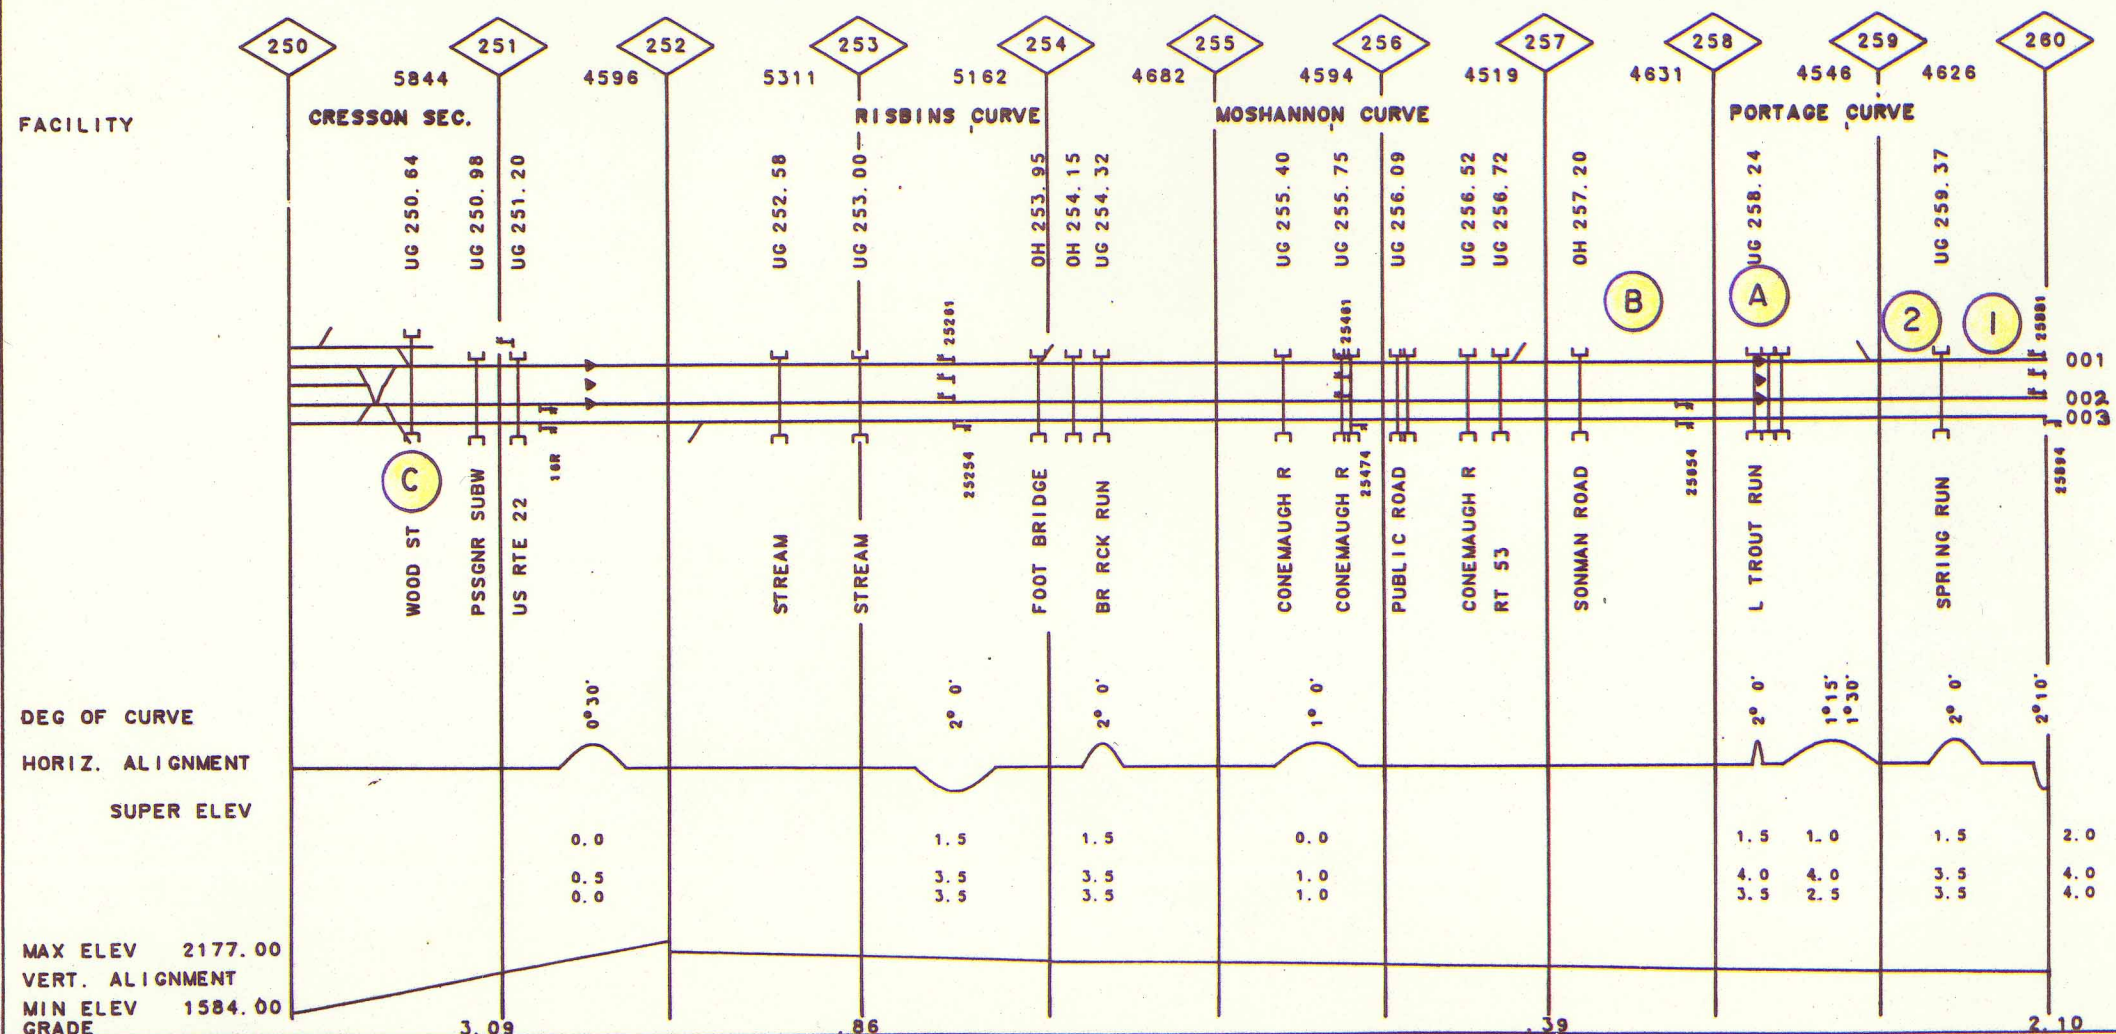 250 251 252 253 254 255 256 257 258 259 260
5844 4596 5311 5162 4682 4594 4519 4631 4546 4626
FACILITY
CRESSON SEC. RISBINS CURVE MOSHANNON CURVE PORTAGE CURVE
UG 250.64
UG 250.98
UG 251.20
UG 252.58
UG 253.00
OH 253.95
OH 254.15
UG 254.32
UG 255.40
UG 255.75
UG 256.09
UG 256.52
UG 256.72
OH 257.20
UG 258.24
UG 259.37
B A 2 1
25261
25461
25881
001
002
003
C
16R
25254
25474
25654
25894
WOOD ST
PSSGNR SUBW
US RTE 22
STREAM
STREAM
FOOT BRIDGE
BR RCK RUN
CONEMAUGH R
CONEMAUGH R
PUBLIC ROAD
CONEMAUGH R
RT 53
SONMAN ROAD
L TROUT RUN
SPRING RUN
DEG OF CURVE
0°30' 2° 0' 2° 0' 1° 0' 2° 0' 1°15' 1°30' 2° 0' 2°10'
HORIZ. ALIGNMENT
SUPER ELEV
0.0 1.5 1.5 0.0 1.5 1.0 1.5 2.0
0.5 3.5 3.5 1.0 4.0 4.0 3.5 4.0
0.0 3.5 3.5 1.0 3.5 2.5 3.5 4.0
MAX ELEV 2177.00
VERT. ALIGNMENT
MIN ELEV 1584.00
GRADE 3.09 .86 .39 2.10